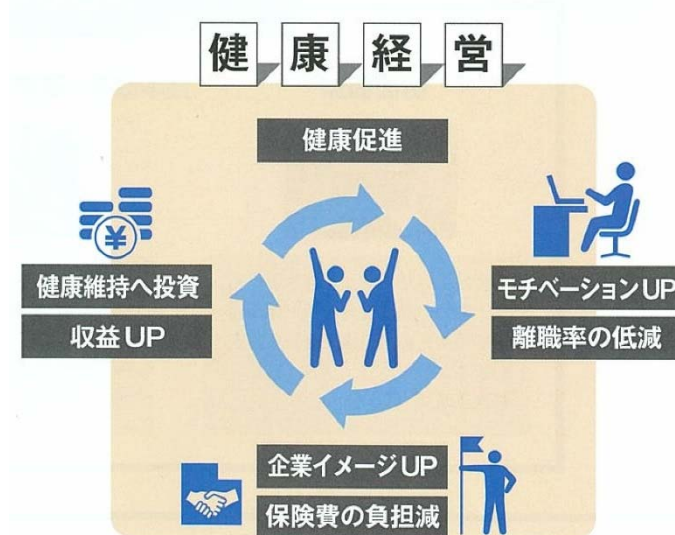 健康経営
健康促進
¥
健康維持へ投資
収益UP
モチベーションUP
離職率の低減
企業イメージUP
保険費の負担減